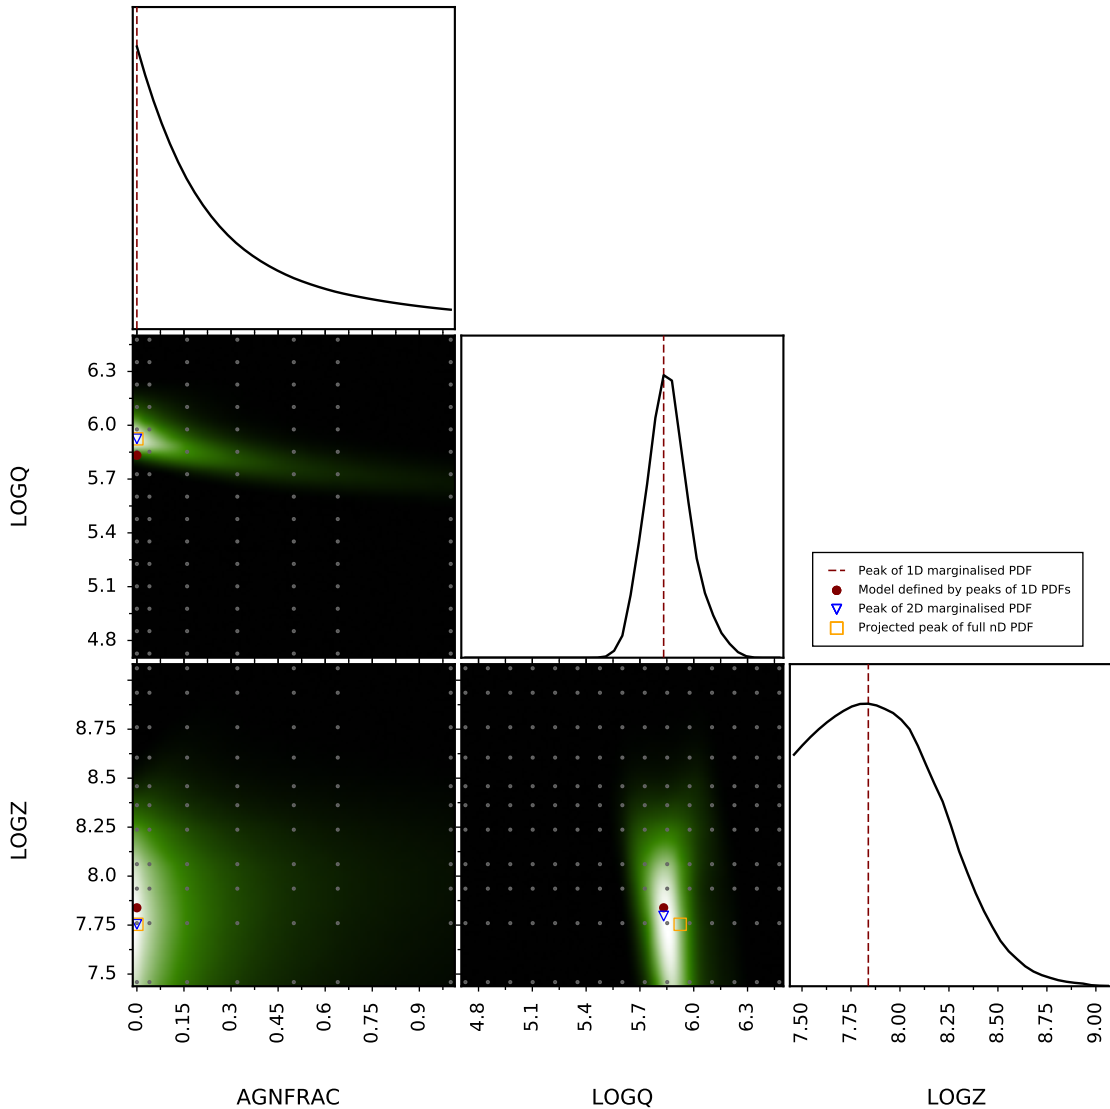 6.3
6.0
5.7
5.4
5.1
4.8
LOGQ
Peak of 1D marginalised PDF
Model defined by peaks of 1D PDFs
Peak of 2D marginalised PDF
Projected peak of full nD PDF
8.75
8.5
8.25
8.0
7.75
7.5
LOGZ
0.0 0.15 0.3 0.45 0.6 0.75 0.9
4.8 5.1 5.4 5.7 6.0 6.3
7.50 7.75 8.00 8.25 8.50 8.75 9.00
AGNFRAC LOGQ LOGZ